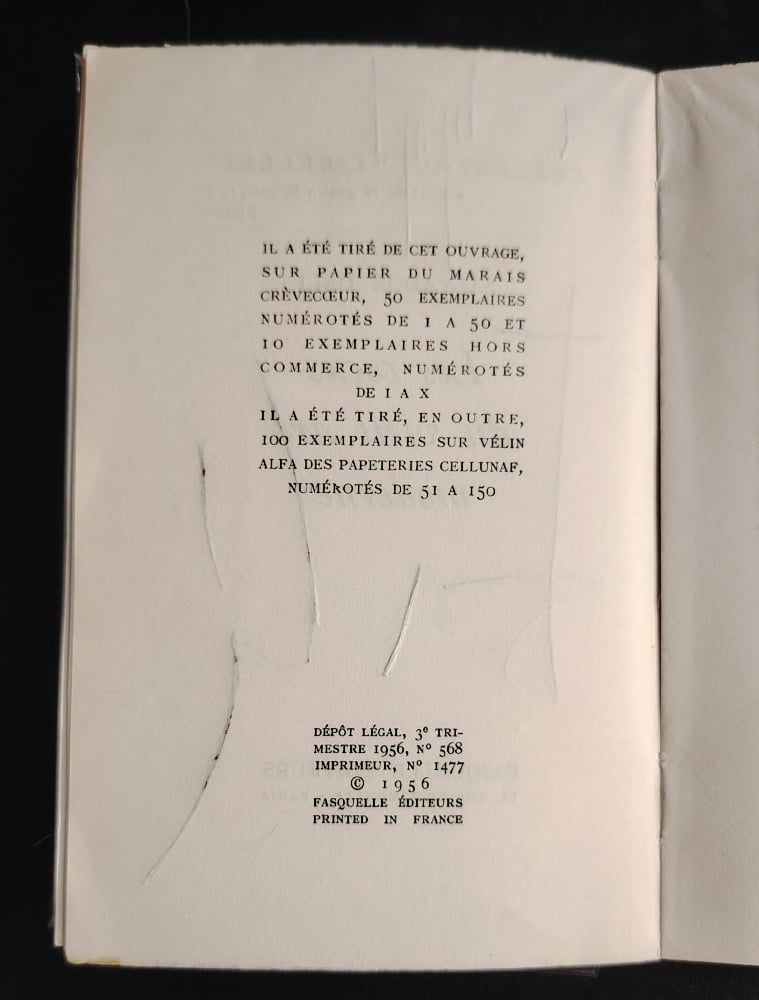 IL A ÉTÉ TIRÉ DE CET OUVRAGE,
SUR PAPIER DU MARAIS
CRÈVECŒUR, 50 EXEMPLAIRES
NUMÉROTÉS DE 1 A 50 ET
10 EXEMPLAIRES HORS
COMMERCE, NUMÉROTÉS
DE I A X
IL A ÉTÉ TIRÉ, EN OUTRE,
100 EXEMPLAIRES SUR VÉLIN
ALFA DES PAPETERIES CELLUNAF,
NUMÉROTÉS DE 51 A 150
DÉPÔT LÉGAL, 3e TRI-
MESTRE 1956, No 568
IMPRIMEUR, No 1477
© 1956
FASQUELLE ÉDITEURS
PRINTED IN FRANCE